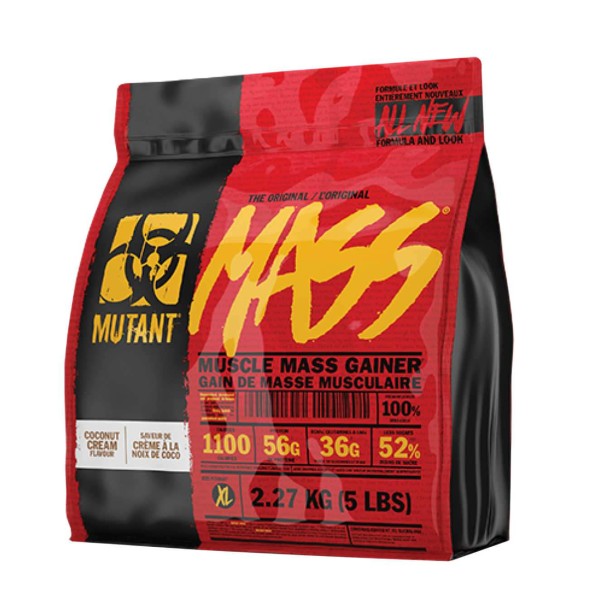 FORMULE ET LOOK
ENTIÈREMENT NOUVEAUX
ALL NEW
FORMULA AND LOOK
THE ORIGINAL / L'ORIGINAL
MASS®
MUTANT®
MUSCLE MASS GAINER
GAIN DE MASSE MUSCULAIRE
100%
COCONUT
CREAM
FLAVOUR
SAVEUR DE
CRÈME À LA
NOIX DE COCO
1100
56G
36G
52%
XL
2.27 KG (5 LBS)